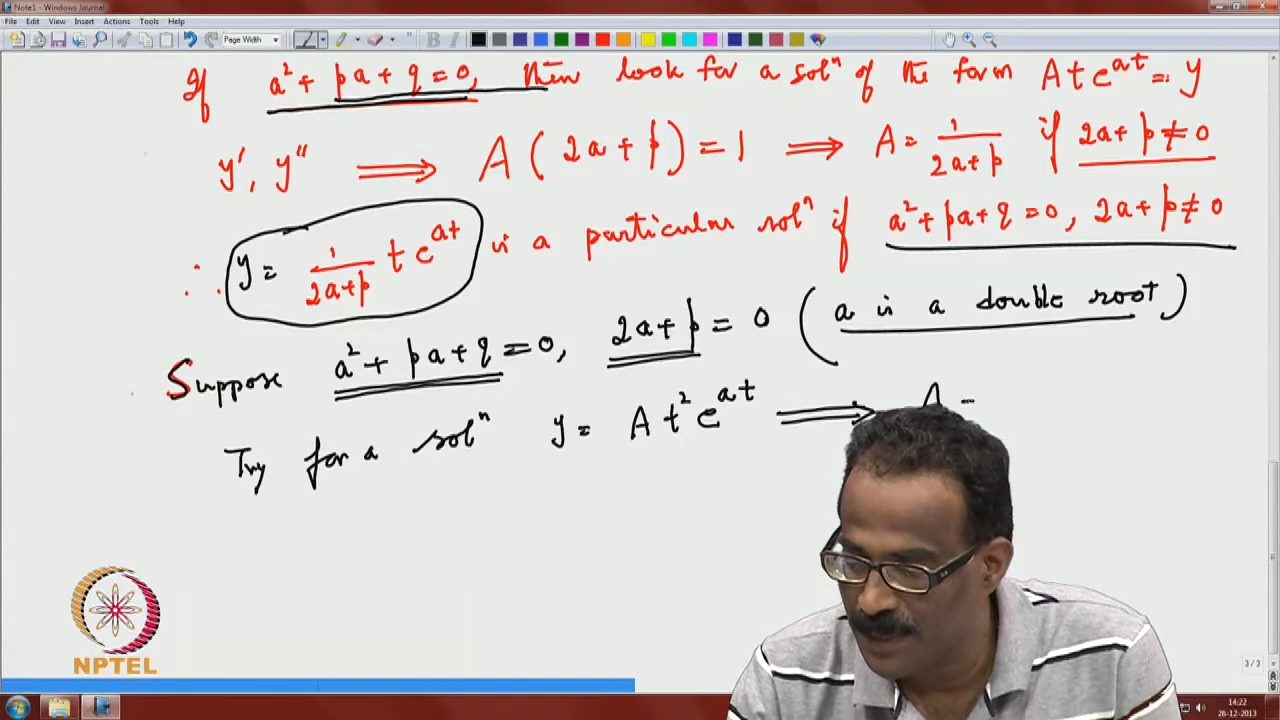 Note1 - Windows Journal
File Edit View Insert Actions Tools Help
Page Width
If a² + pa + q = 0, then look for a solⁿ of the form A t e^{at} = y
y', y'' ⟹ A (2a + p) = 1 ⟹ A = 1/(2a+p) if 2a + p ≠ 0
∴ y = 1/(2a+p) t e^{at} is a particular solⁿ if a² + pa + q = 0, 2a + p ≠ 0
Suppose a² + pa + q = 0, 2a + p = 0 (a is a double root)
Try for a solⁿ y = A t² e^{at} ⟹ A =
NPTEL
3/3
14:22
26-12-2013